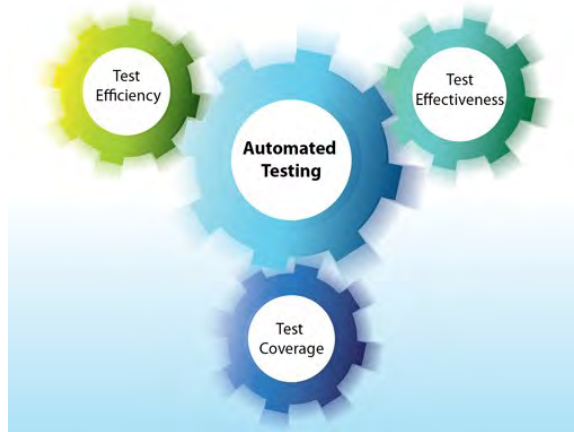 Test
Efficiency
Automated
Testing
Test
Effectiveness
Test
Coverage